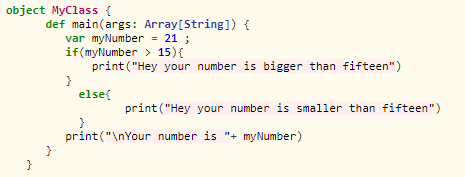 object MyClass {
def main(args: Array[String]) {
var myNumber = 21 ;
if(myNumber > 15){
print("Hey your number is bigger than fifteen")
}
else{
print("Hey your number is smaller than fifteen")
}
print("\nYour number is "+ myNumber)
}
}